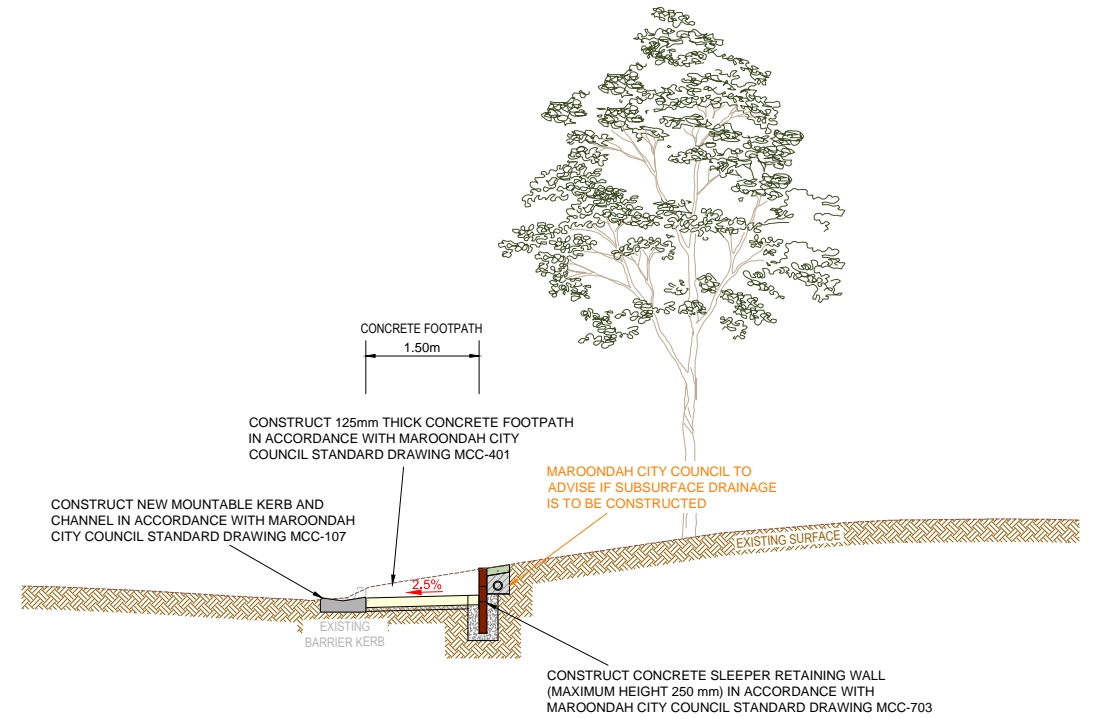 CONCRETE FOOTPATH
1.50m
CONSTRUCT 125mm THICK CONCRETE FOOTPATH
IN ACCORDANCE WITH MAROONDAH CITY
COUNCIL STANDARD DRAWING MCC-401
MAROONDAH CITY COUNCIL TO
ADVISE IF SUBSURFACE DRAINAGE
IS TO BE CONSTRUCTED
CONSTRUCT NEW MOUNTABLE KERB AND
CHANNEL IN ACCORDANCE WITH MAROONDAH
CITY COUNCIL STANDARD DRAWING MCC-107
EXISTING SURFACE
2.5%
EXISTING
BARRIER KERB
CONSTRUCT CONCRETE SLEEPER RETAINING WALL
(MAXIMUM HEIGHT 250 mm) IN ACCORDANCE WITH
MAROONDAH CITY COUNCIL STANDARD DRAWING MCC-703